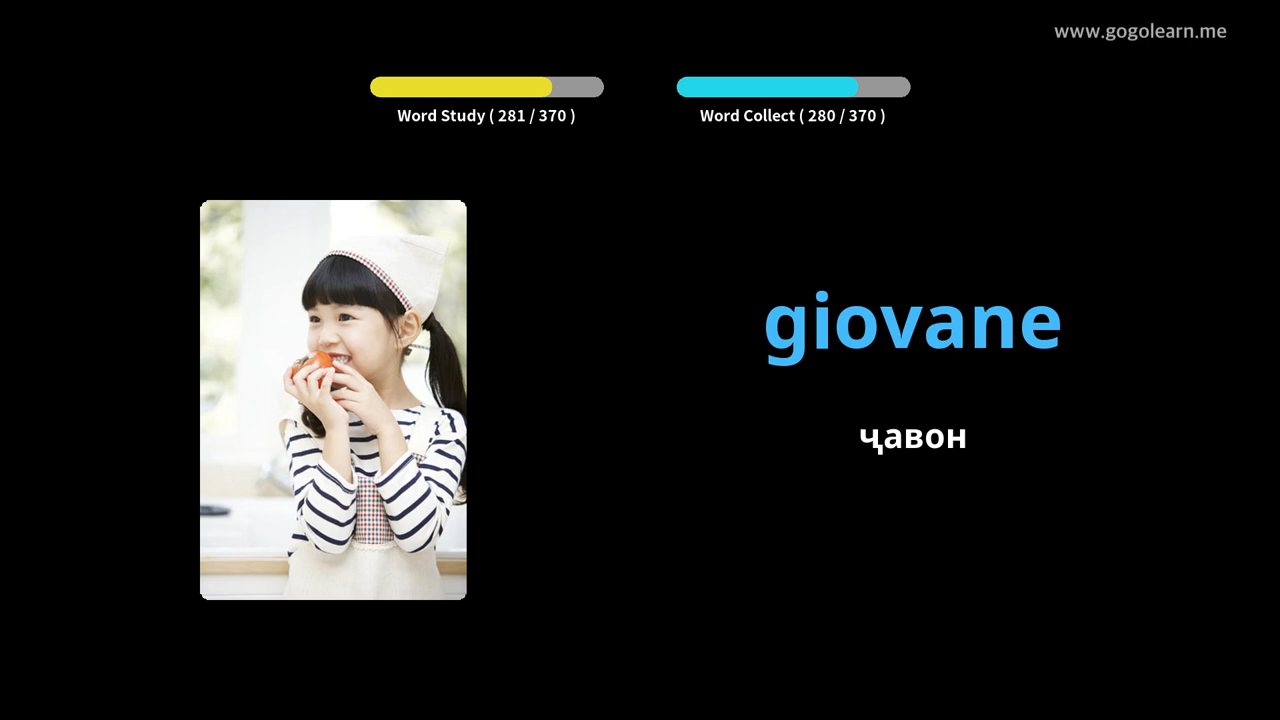 www.gogolearn.me
Word Study ( 281 / 370 )
Word Collect ( 280 / 370 )
giovane
ҷавон